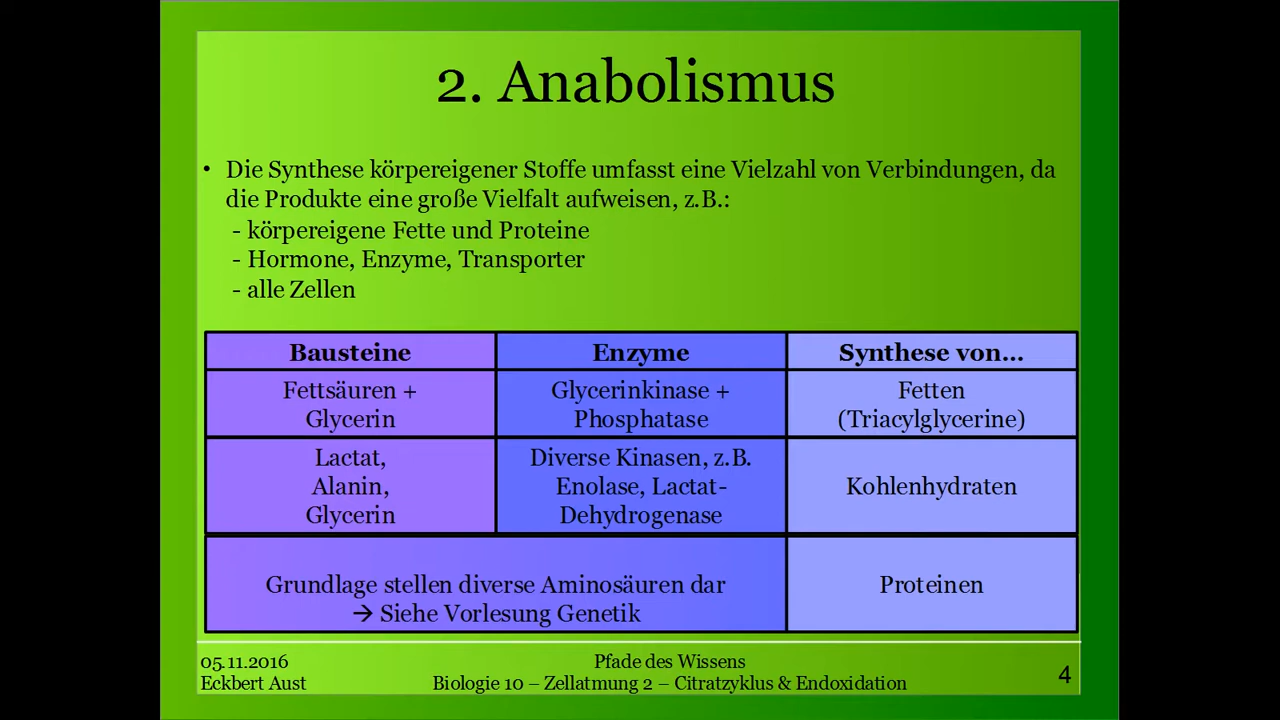 2. Anabolismus
• Die Synthese körpereigener Stoffe umfasst eine Vielzahl von Verbindungen, da
die Produkte eine große Vielfalt aufweisen, z.B.:
- körpereigene Fette und Proteine
- Hormone, Enzyme, Transporter
- alle Zellen
Bausteine
Enzyme
Synthese von...
Fettsäuren +
Glycerin
Glycerinkinase +
Phosphatase
Fetten
(Triacylglycerine)
Lactat,
Alanin,
Glycerin
Diverse Kinasen, z.B.
Enolase, Lactat-
Dehydrogenase
Kohlenhydraten
Grundlage stellen diverse Aminosäuren dar
→ Siehe Vorlesung Genetik
Proteinen
05.11.2016
Eckbert Aust
Pfade des Wissens
Biologie 10 – Zellatmung 2 – Citratzyklus & Endoxidation
4